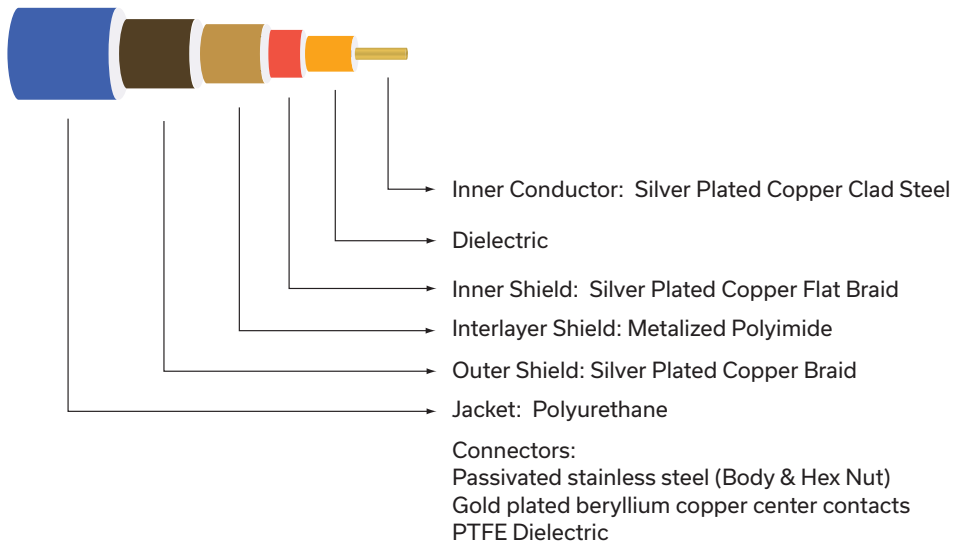 Inner Conductor:  Silver Plated Copper Clad Steel
Dielectric
Inner Shield:  Silver Plated Copper Flat Braid
Interlayer Shield: Metalized Polyimide
Outer Shield: Silver Plated Copper Braid
Jacket:  Polyurethane
Connectors:
Passivated stainless steel (Body & Hex Nut)
Gold plated beryllium copper center contacts
PTFE Dielectric